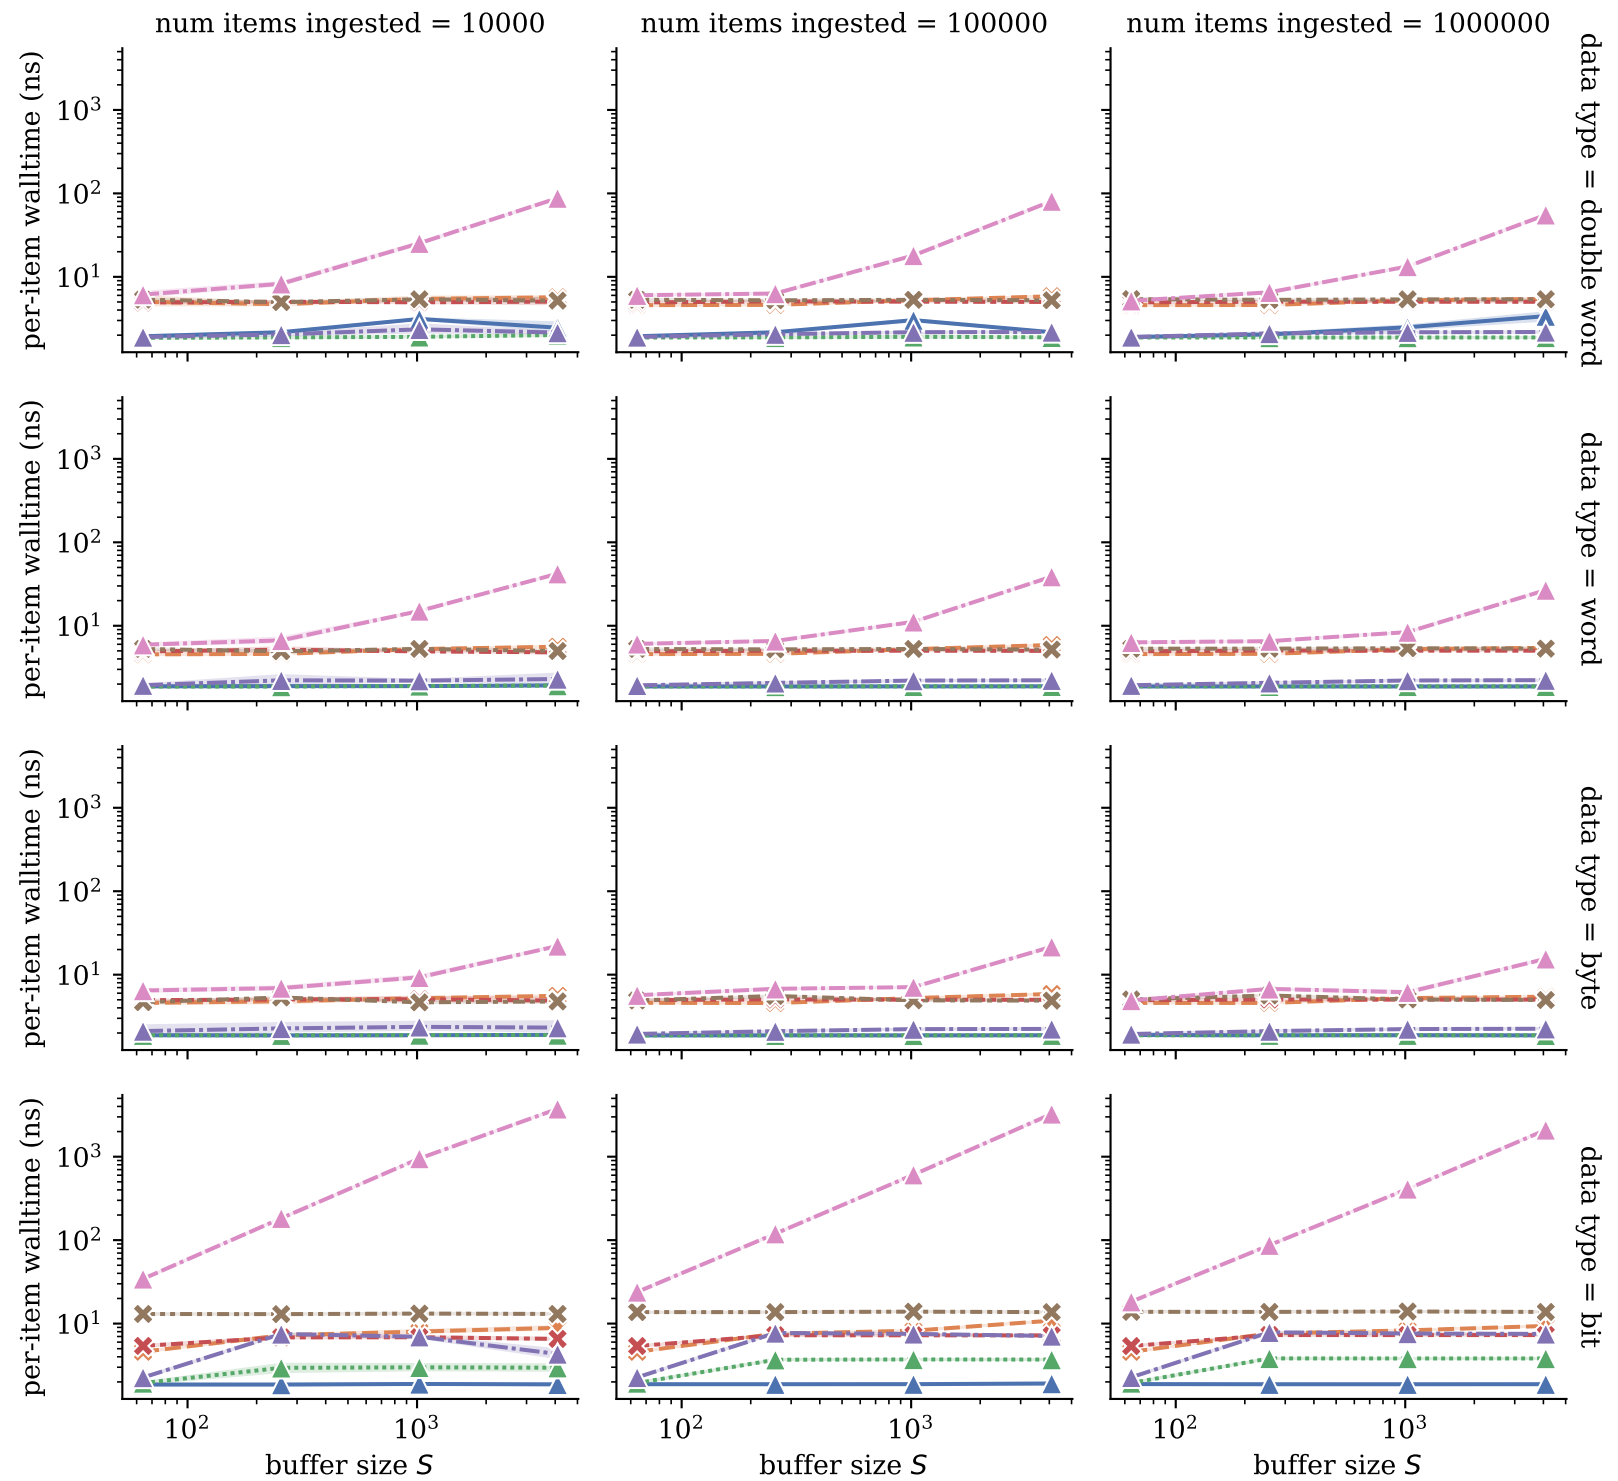 num items ingested = 10000
num items ingested = 100000
num items ingested = 1000000
per-item walltime (ns)
10³
10²
10¹
data type = double word
per-item walltime (ns)
10³
10²
10¹
data type = word
per-item walltime (ns)
10³
10²
10¹
data type = byte
per-item walltime (ns)
10³
10²
10¹
data type = bit
10² 10³
10² 10³
10² 10³
buffer size S
buffer size S
buffer size S